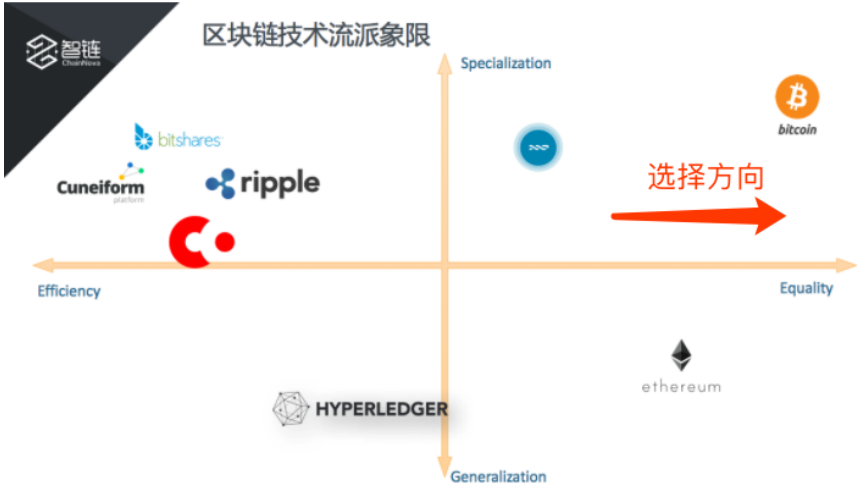 智链
ChainNova
区块链技术流派象限
Specialization
bitshares
bitcoin
Cuneiform
platform
ripple
选择方向
Efficiency
Equality
ethereum
HYPERLEDGER
Generalization